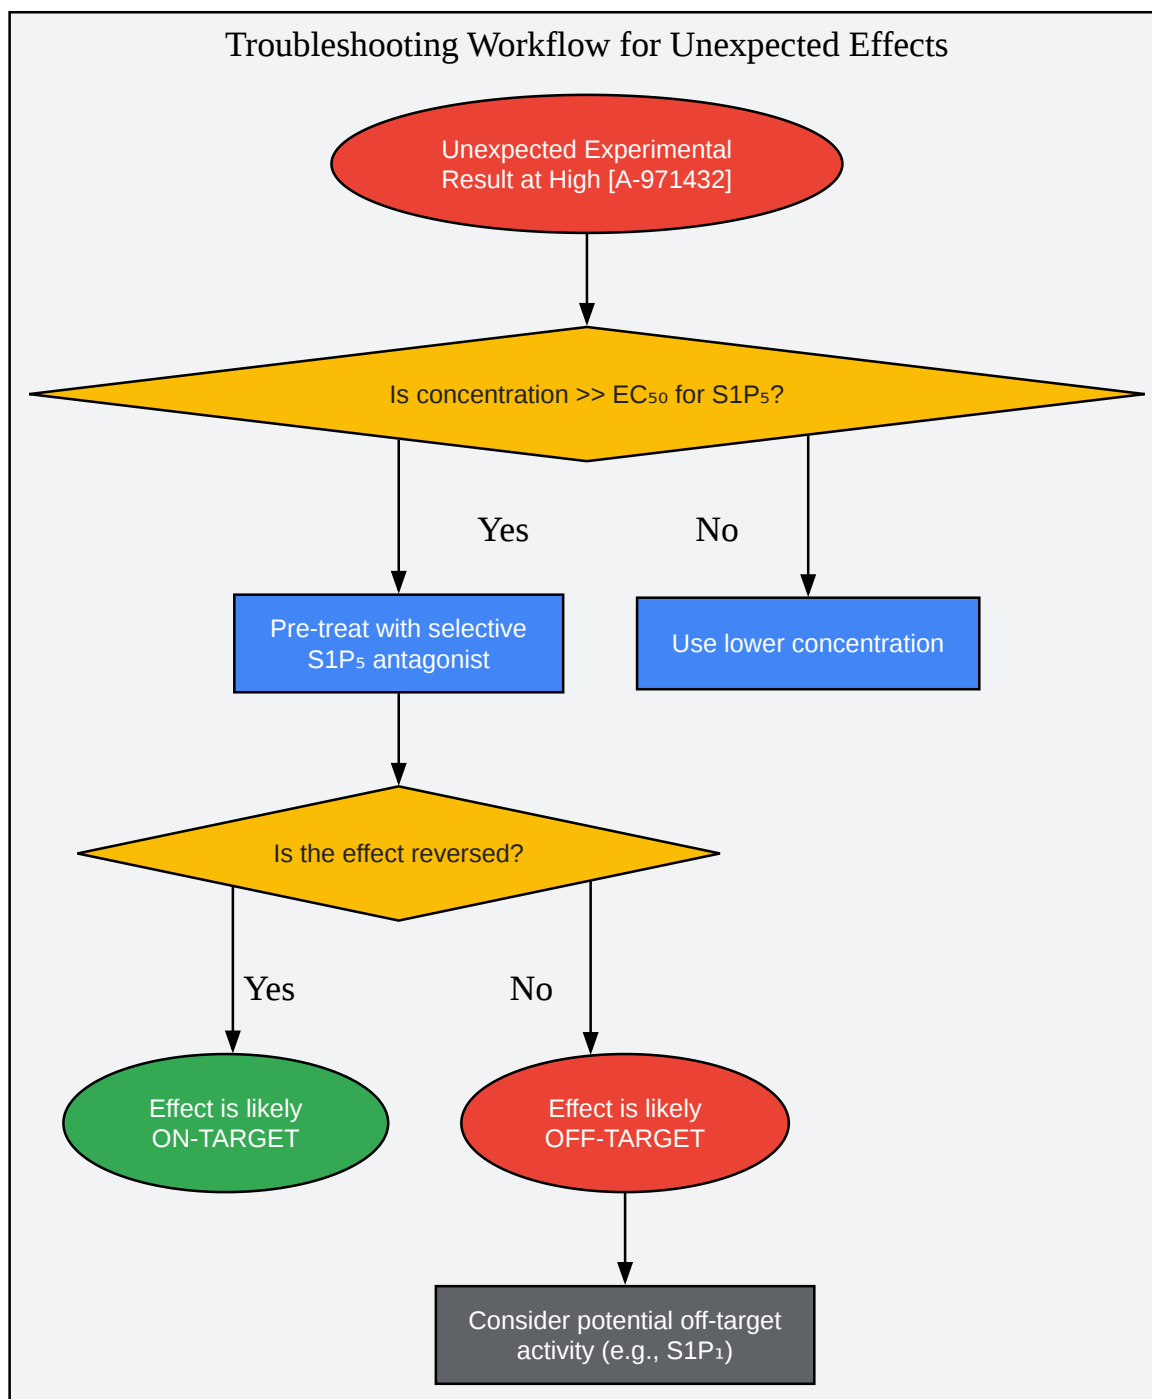 Troubleshooting Workflow for Unexpected Effects
Unexpected Experimental
Result at High [A-971432]
Is concentration >> EC₅₀ for S1P₅?
Yes
No
Pre-treat with selective
S1P₅ antagonist
Use lower concentration
Is the effect reversed?
Yes
No
Effect is likely
ON-TARGET
Effect is likely
OFF-TARGET
Consider potential off-target
activity (e.g., S1P₁)